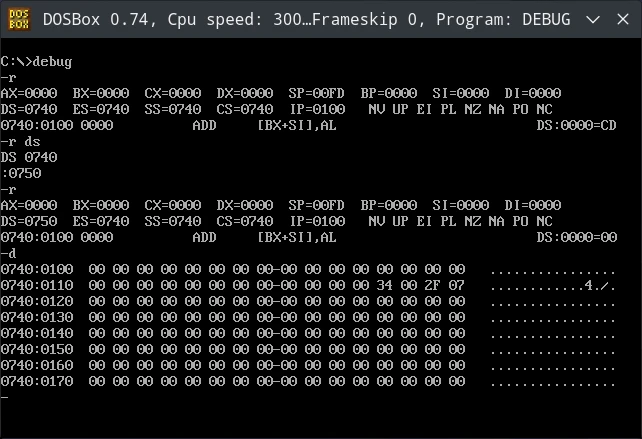 DOS
BOX
DOSBox 0.74, Cpu speed: 300…Frameskip 0, Program: DEBUG
C:\>debug
-r
AX=0000  BX=0000  CX=0000  DX=0000  SP=00FD  BP=0000  SI=0000  DI=0000
DS=0740  ES=0740  SS=0740  CS=0740  IP=0100   NV UP EI PL NZ NA PO NC
0740:0100 0000          ADD     [BX+SI],AL                         DS:0000=CD
-r ds
DS 0740
:0750
-r
AX=0000  BX=0000  CX=0000  DX=0000  SP=00FD  BP=0000  SI=0000  DI=0000
DS=0750  ES=0740  SS=0740  CS=0740  IP=0100   NV UP EI PL NZ NA PO NC
0740:0100 0000          ADD     [BX+SI],AL                         DS:0000=00
-d
0740:0100  00 00 00 00 00 00 00 00-00 00 00 00 00 00 00 00   ................
0740:0110  00 00 00 00 00 00 00 00-00 00 00 00 34 00 2F 07   ............4./.
0740:0120  00 00 00 00 00 00 00 00-00 00 00 00 00 00 00 00   ................
0740:0130  00 00 00 00 00 00 00 00-00 00 00 00 00 00 00 00   ................
0740:0140  00 00 00 00 00 00 00 00-00 00 00 00 00 00 00 00   ................
0740:0150  00 00 00 00 00 00 00 00-00 00 00 00 00 00 00 00   ................
0740:0160  00 00 00 00 00 00 00 00-00 00 00 00 00 00 00 00   ................
0740:0170  00 00 00 00 00 00 00 00-00 00 00 00 00 00 00 00   ................
-